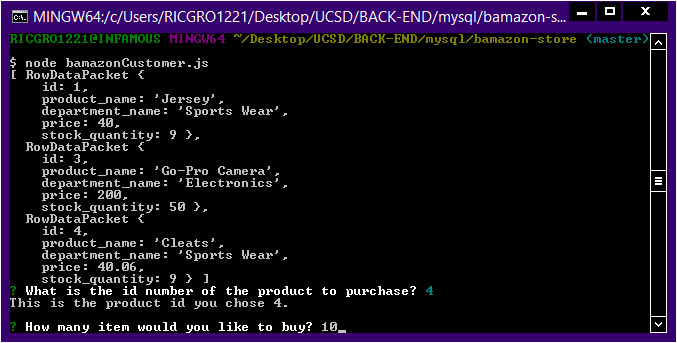 MINGW64:/c/Users/RICGRO1221/Desktop/UCSD/BACK-END/mysql/bamazon-s...
RICGRO1221@INFAMOUS MINGW64 ~/Desktop/UCSD/BACK-END/mysql/bamazon-store (master)
$ node bamazonCustomer.js
[ RowDataPacket {
    id: 1,
    product_name: 'Jersey',
    department_name: 'Sports Wear',
    price: 40,
    stock_quantity: 9 },
  RowDataPacket {
    id: 3,
    product_name: 'Go-Pro Camera',
    department_name: 'Electronics',
    price: 200,
    stock_quantity: 50 },
  RowDataPacket {
    id: 4,
    product_name: 'Cleats',
    department_name: 'Sports Wear',
    price: 40.06,
    stock_quantity: 9 } ]
? What is the id number of the product to purchase? 4
This is the product id you chose 4.
? How many item would you like to buy? 10